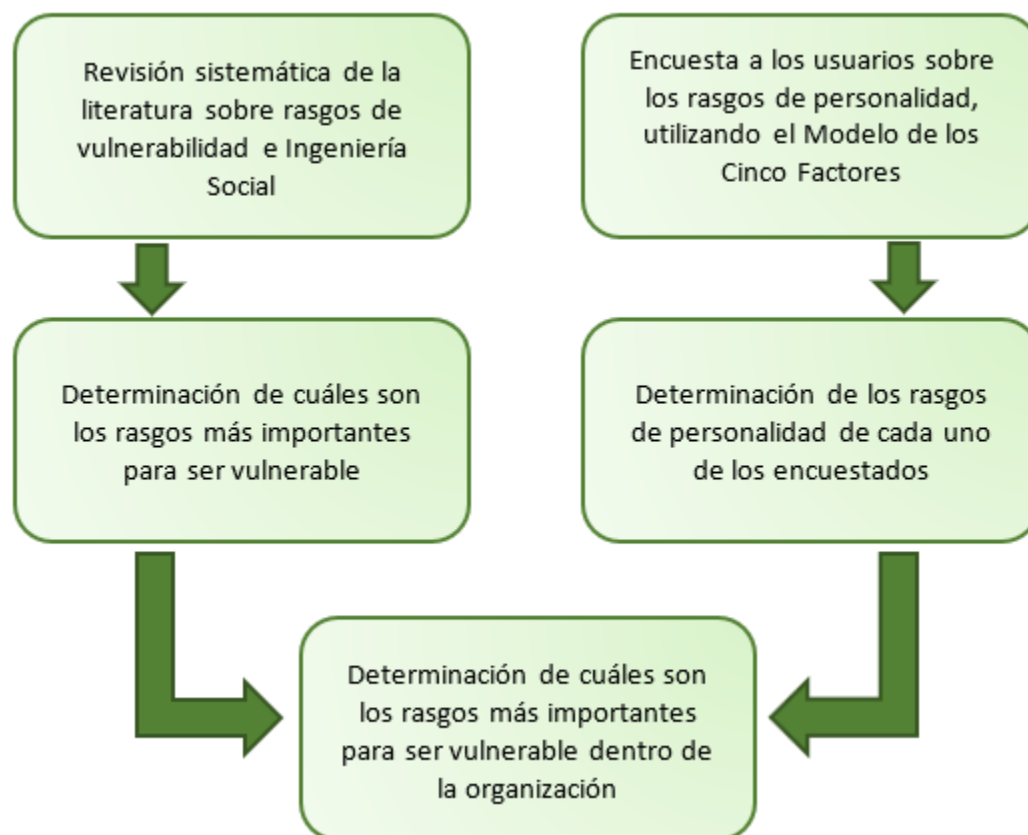 Revisión sistemática de la
literatura sobre rasgos de
vulnerabilidad e Ingeniería
Social
Encuesta a los usuarios sobre
los rasgos de personalidad,
utilizando el Modelo de los
Cinco Factores
Determinación de cuáles son
los rasgos más importantes
para ser vulnerable
Determinación de los rasgos
de personalidad de cada uno
de los encuestados
Determinación de cuáles son
los rasgos más importantes
para ser vulnerable dentro de
la organización